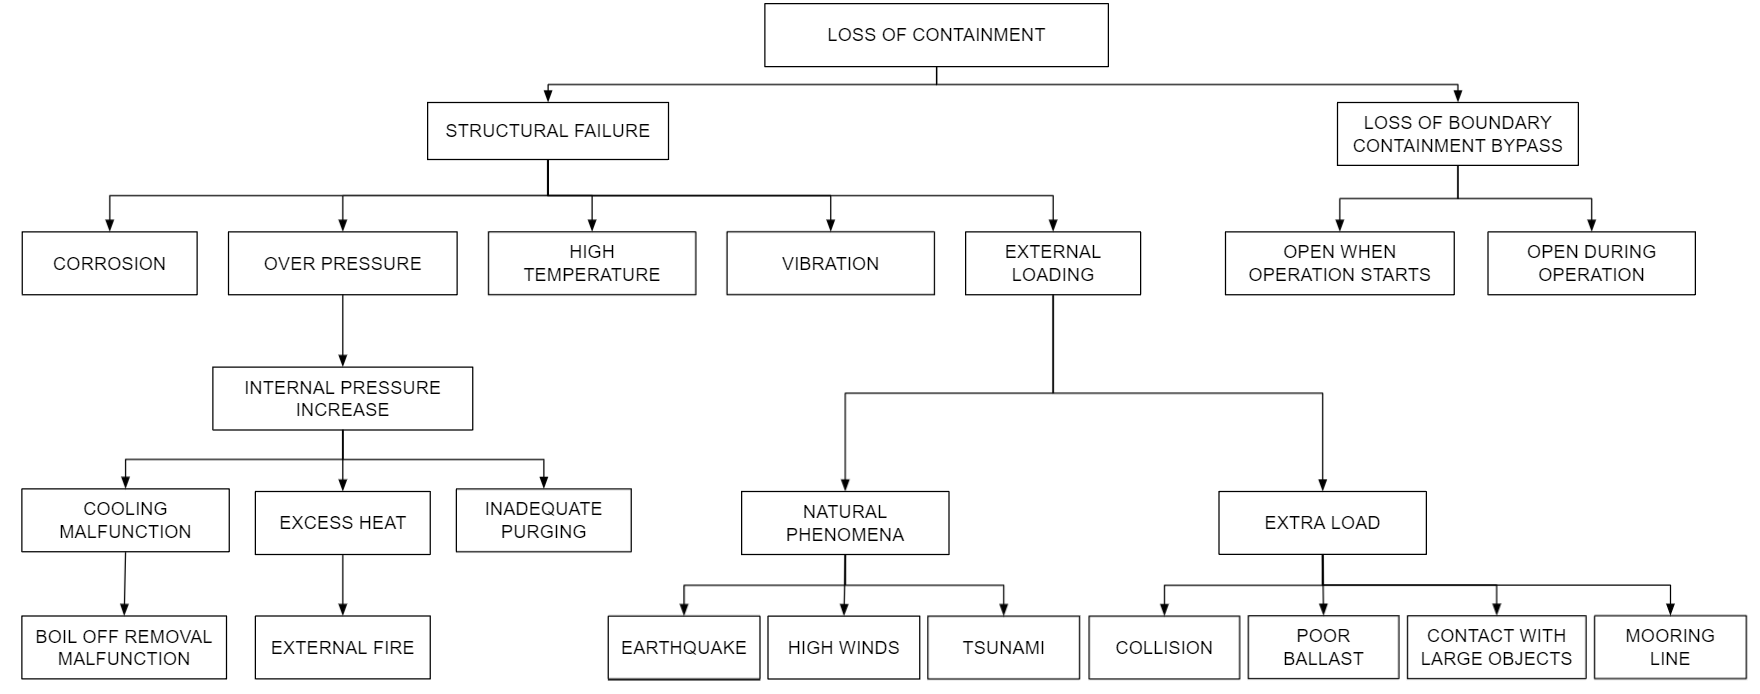 LOSS OF CONTAINMENT
STRUCTURAL FAILURE
LOSS OF BOUNDARY
CONTAINMENT BYPASS
CORROSION
OVER PRESSURE
HIGH
TEMPERATURE
VIBRATION
EXTERNAL
LOADING
OPEN WHEN
OPERATION STARTS
OPEN DURING
OPERATION
INTERNAL PRESSURE
INCREASE
COOLING
MALFUNCTION
EXCESS HEAT
INADEQUATE
PURGING
NATURAL
PHENOMENA
EXTRA LOAD
BOIL OFF REMOVAL
MALFUNCTION
EXTERNAL FIRE
EARTHQUAKE
HIGH WINDS
TSUNAMI
COLLISION
POOR
BALLAST
CONTACT WITH
LARGE OBJECTS
MOORING
LINE